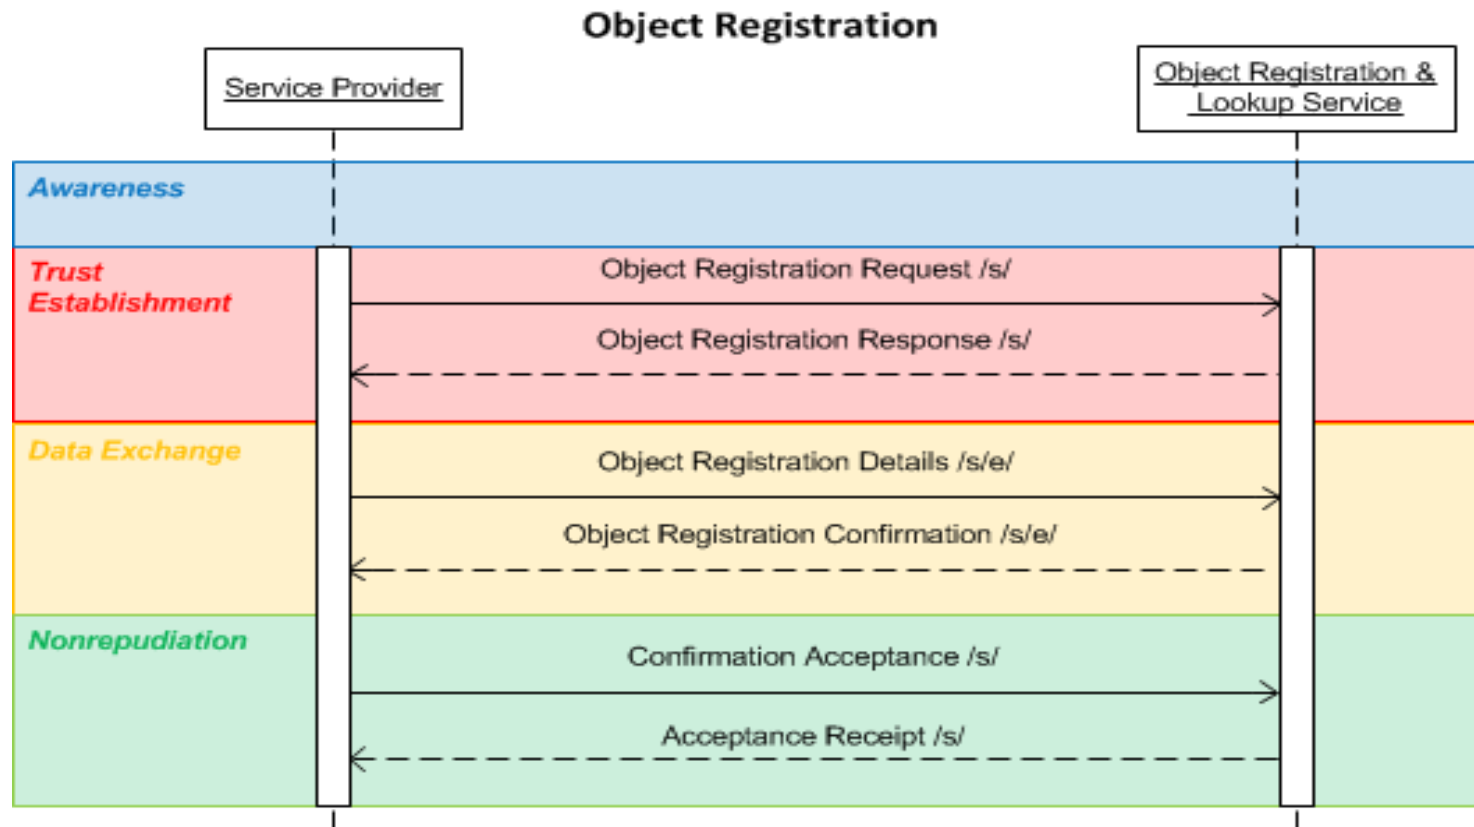 Object Registration
Service Provider
Object Registration &
Lookup Service
Awareness
Trust
Establishment
Object Registration Request /s/
Object Registration Response /s/
Data Exchange
Object Registration Details /s/e/
Object Registration Confirmation /s/e/
Nonrepudiation
Confirmation Acceptance /s/
Acceptance Receipt /s/